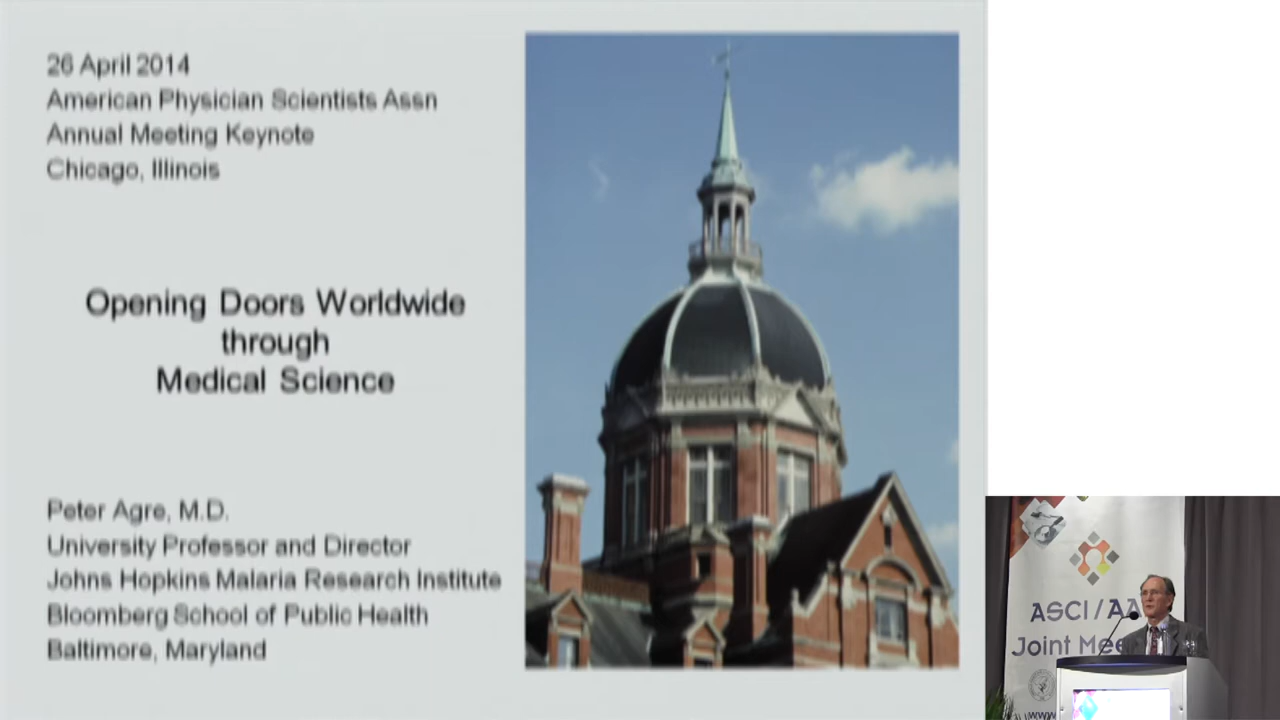 26 April 2014
American Physician Scientists Assn
Annual Meeting Keynote
Chicago, Illinois
Opening Doors Worldwide
through
Medical Science
Peter Agre, M.D.
University Professor and Director
Johns Hopkins Malaria Research Institute
Bloomberg School of Public Health
Baltimore, Maryland
ASCI / AA
Joint Mee
www